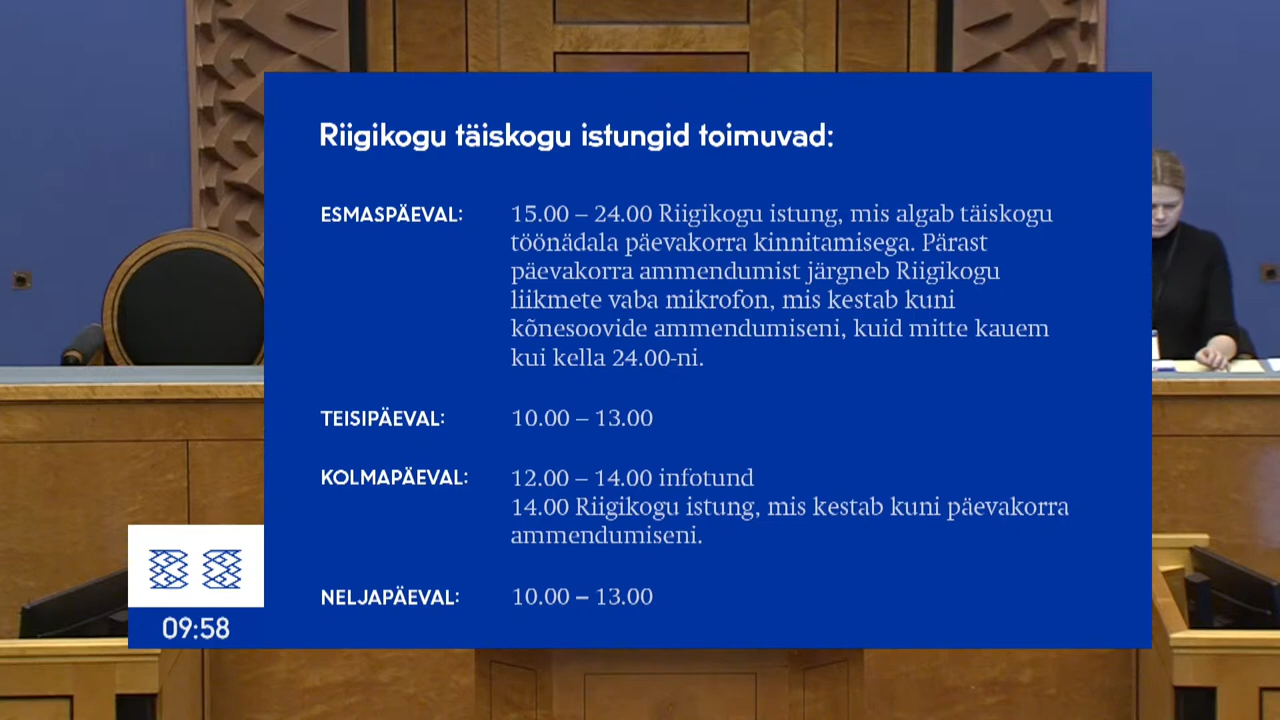 Riigikogu täiskogu istungid toimuvad:
ESMASPÄEVAL: 15.00 – 24.00 Riigikogu istung, mis algab täiskogu
töönädala päevakorra kinnitamisega. Pärast
päevakorra ammendumist järgneb Riigikogu
liikmete vaba mikrofon, mis kestab kuni
kõnesoovide ammendumiseni, kuid mitte kauem
kui kella 24.00-ni.
TEISIPÄEVAL: 10.00 – 13.00
KOLMAPÄEVAL: 12.00 – 14.00 infotund
14.00 Riigikogu istung, mis kestab kuni päevakorra
ammendumiseni.
NELJAPÄEVAL: 10.00 – 13.00
09:58